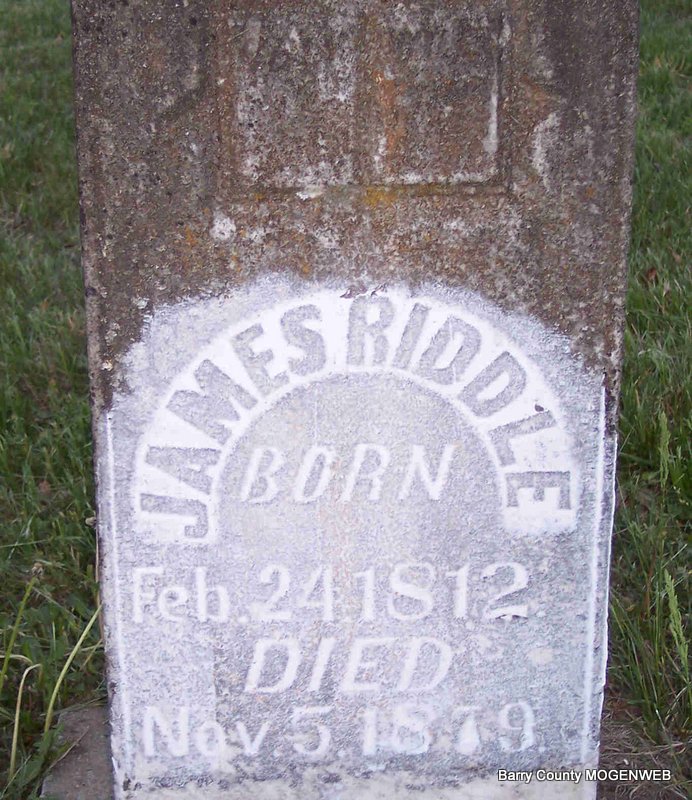 JAMES RIDDLE
BORN
Feb. 24. 1812.
DIED
Nov. 5. 1879.
Barry County MOGENWEB